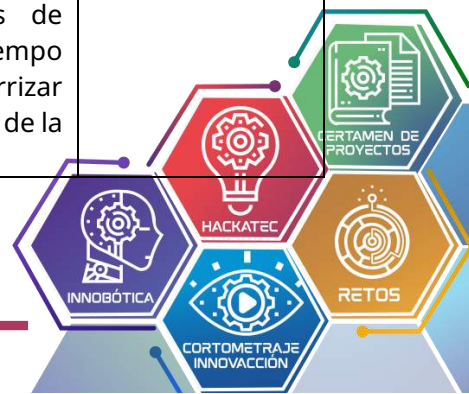 s de
empo
rrizar
de la
CERTAMEN DE
PROYECTOS
HACKATEC
INNOBÓTICA
RETOS
CORTOMETRAJE
INNOVACCIÓN